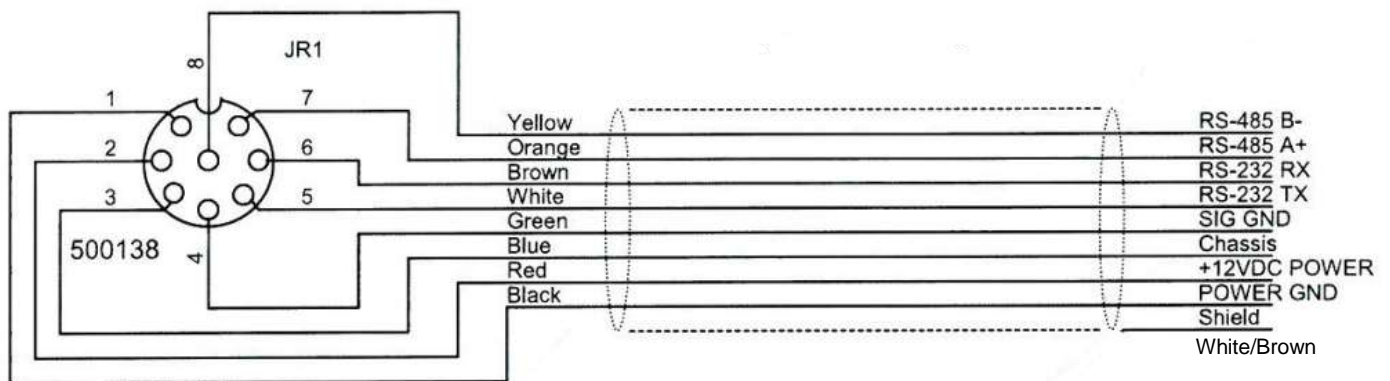 JR1
8
1
7
2
6
3
5
4
500138
Yellow
RS-485 B-
Orange
RS-485 A+
Brown
RS-232 RX
White
RS-232 TX
Green
SIG GND
Blue
Chassis
Red
+12VDC POWER
Black
POWER GND
Shield
White/Brown